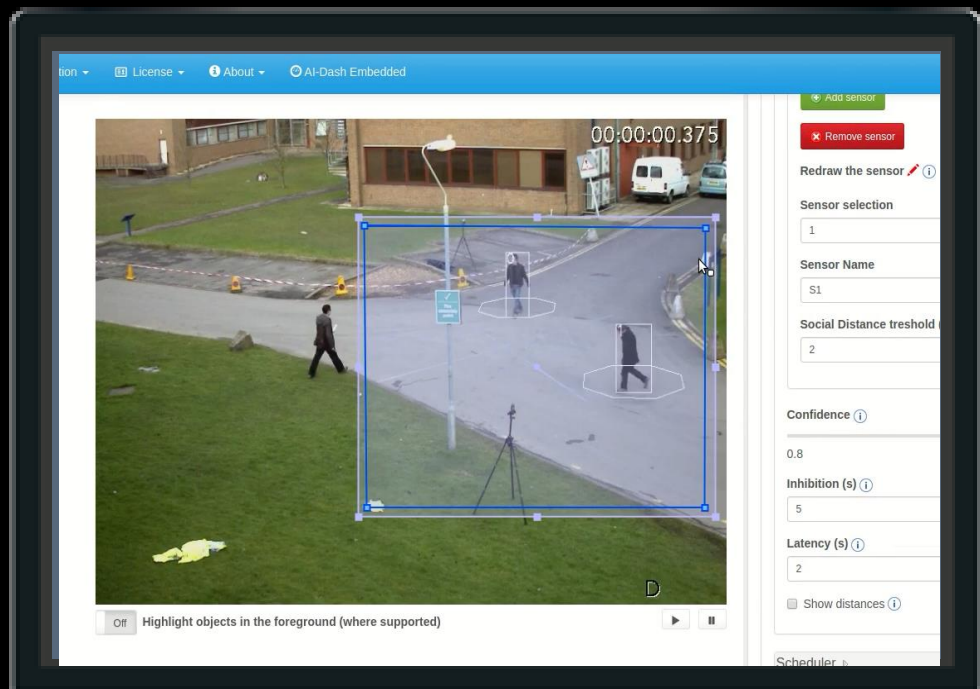 tion
License
About
AI-Dash Embedded
Add sensor
Remove sensor
Redraw the sensor
Sensor selection
1
Sensor Name
S1
Social Distance treshold (
2
Confidence
0.8
Inhibition (s)
5
Latency (s)
2
Show distances
Scheduler
00:00:00.375
D
Off
Highlight objects in the foreground (where supported)